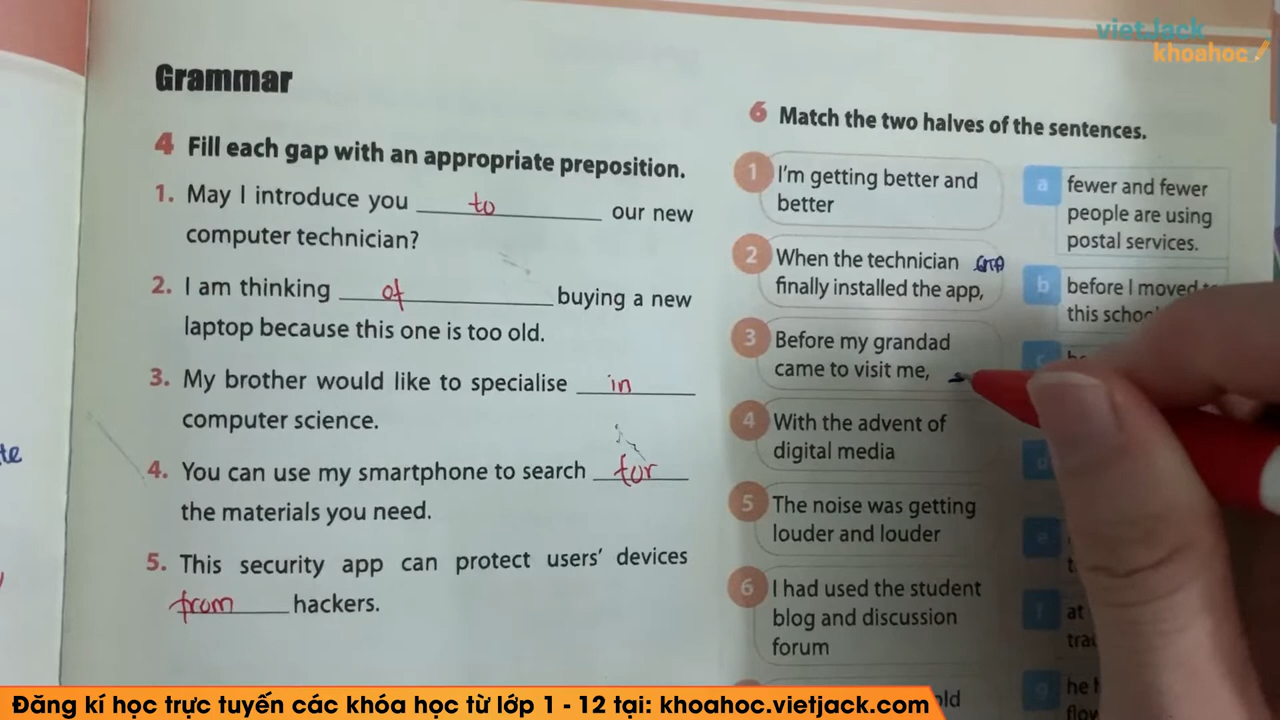 vietJack
khoahoc
Grammar
4 Fill each gap with an appropriate preposition.
1. May I introduce you to our new
computer technician?
2. I am thinking of buying a new
laptop because this one is too old.
3. My brother would like to specialise in
computer science.
4. You can use my smartphone to search for
the materials you need.
5. This security app can protect users' devices
from hackers.
6 Match the two halves of the sentences.
1 I'm getting better and
better
2 When the technician
finally installed the app,
3 Before my grandad
came to visit me,
4 With the advent of
digital media
5 The noise was getting
louder and louder
6 I had used the student
blog and discussion
forum
a fewer and fewer
people are using
postal services.
b before I moved
this
c
d
e
f at
g he
Đăng kí học trực tuyến các khóa học từ lớp 1 - 12 tại: khoahoc.vietjack.com